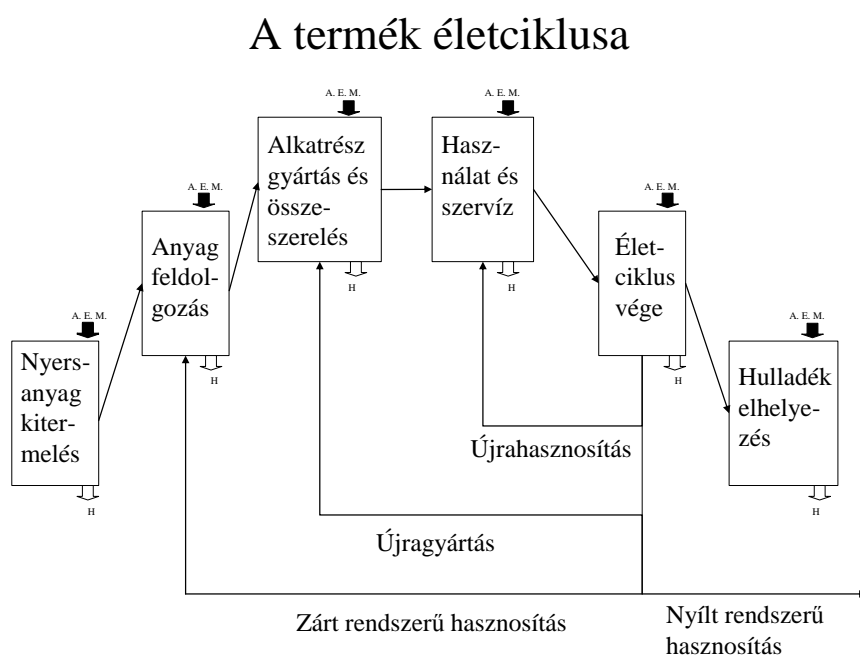 A termék életciklusa
A. E. M.
Nyers-
anyag
kiter-
melés
H
A. E. M.
Anyag
feldol-
gozás
H
A. E. M.
Alkatrész
gyártás és
össze-
szerelés
H
A. E. M.
Hasz-
nálat és
szervíz
H
A. E. M.
Élet-
ciklus
vége
H
A. E. M.
Hulladék
elhelye-
zés
H
Újrahasznosítás
Újragyártás
Zárt rendszerű hasznosítás
Nyílt rendszerű
hasznosítás